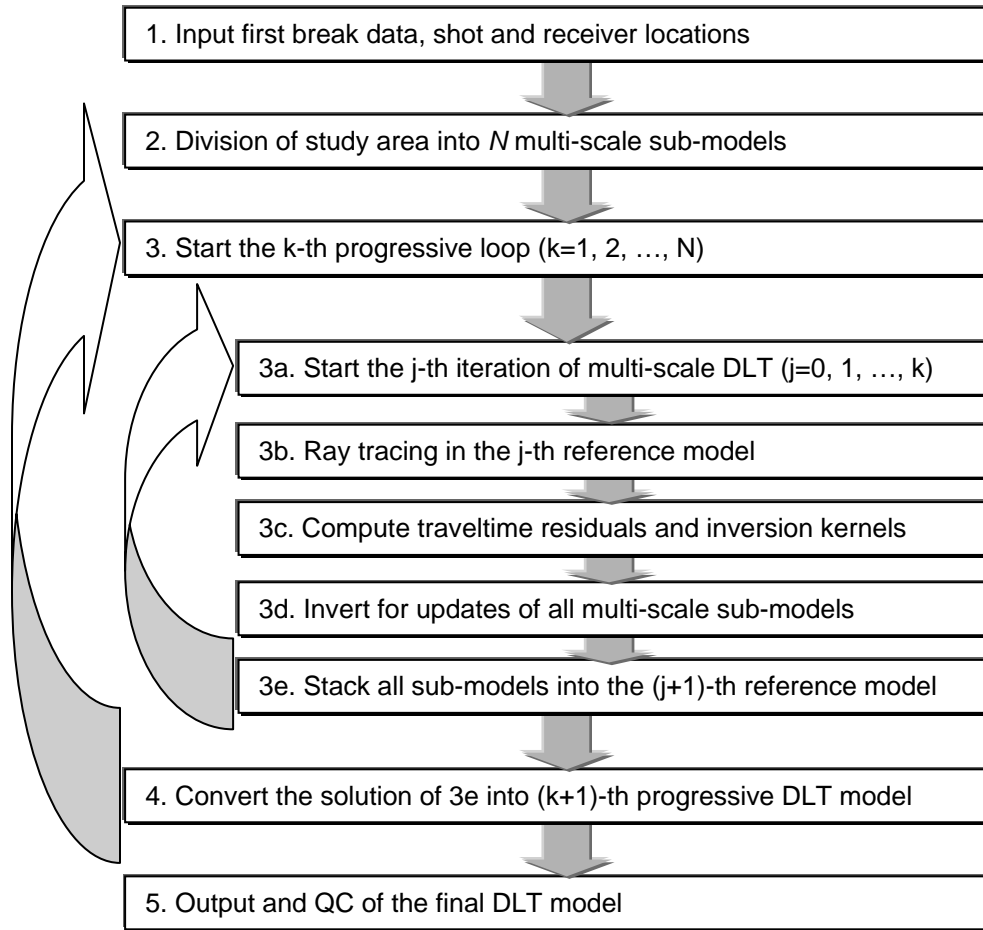 1. Input first break data, shot and receiver locations
2. Division of study area into N multi-scale sub-models
3. Start the k-th progressive loop (k=1, 2, …, N)
3a. Start the j-th iteration of multi-scale DLT (j=0, 1, …, k)
3b. Ray tracing in the j-th reference model
3c. Compute traveltime residuals and inversion kernels
3d. Invert for updates of all multi-scale sub-models
3e. Stack all sub-models into the (j+1)-th reference model
4. Convert the solution of 3e into (k+1)-th progressive DLT model
5. Output and QC of the final DLT model